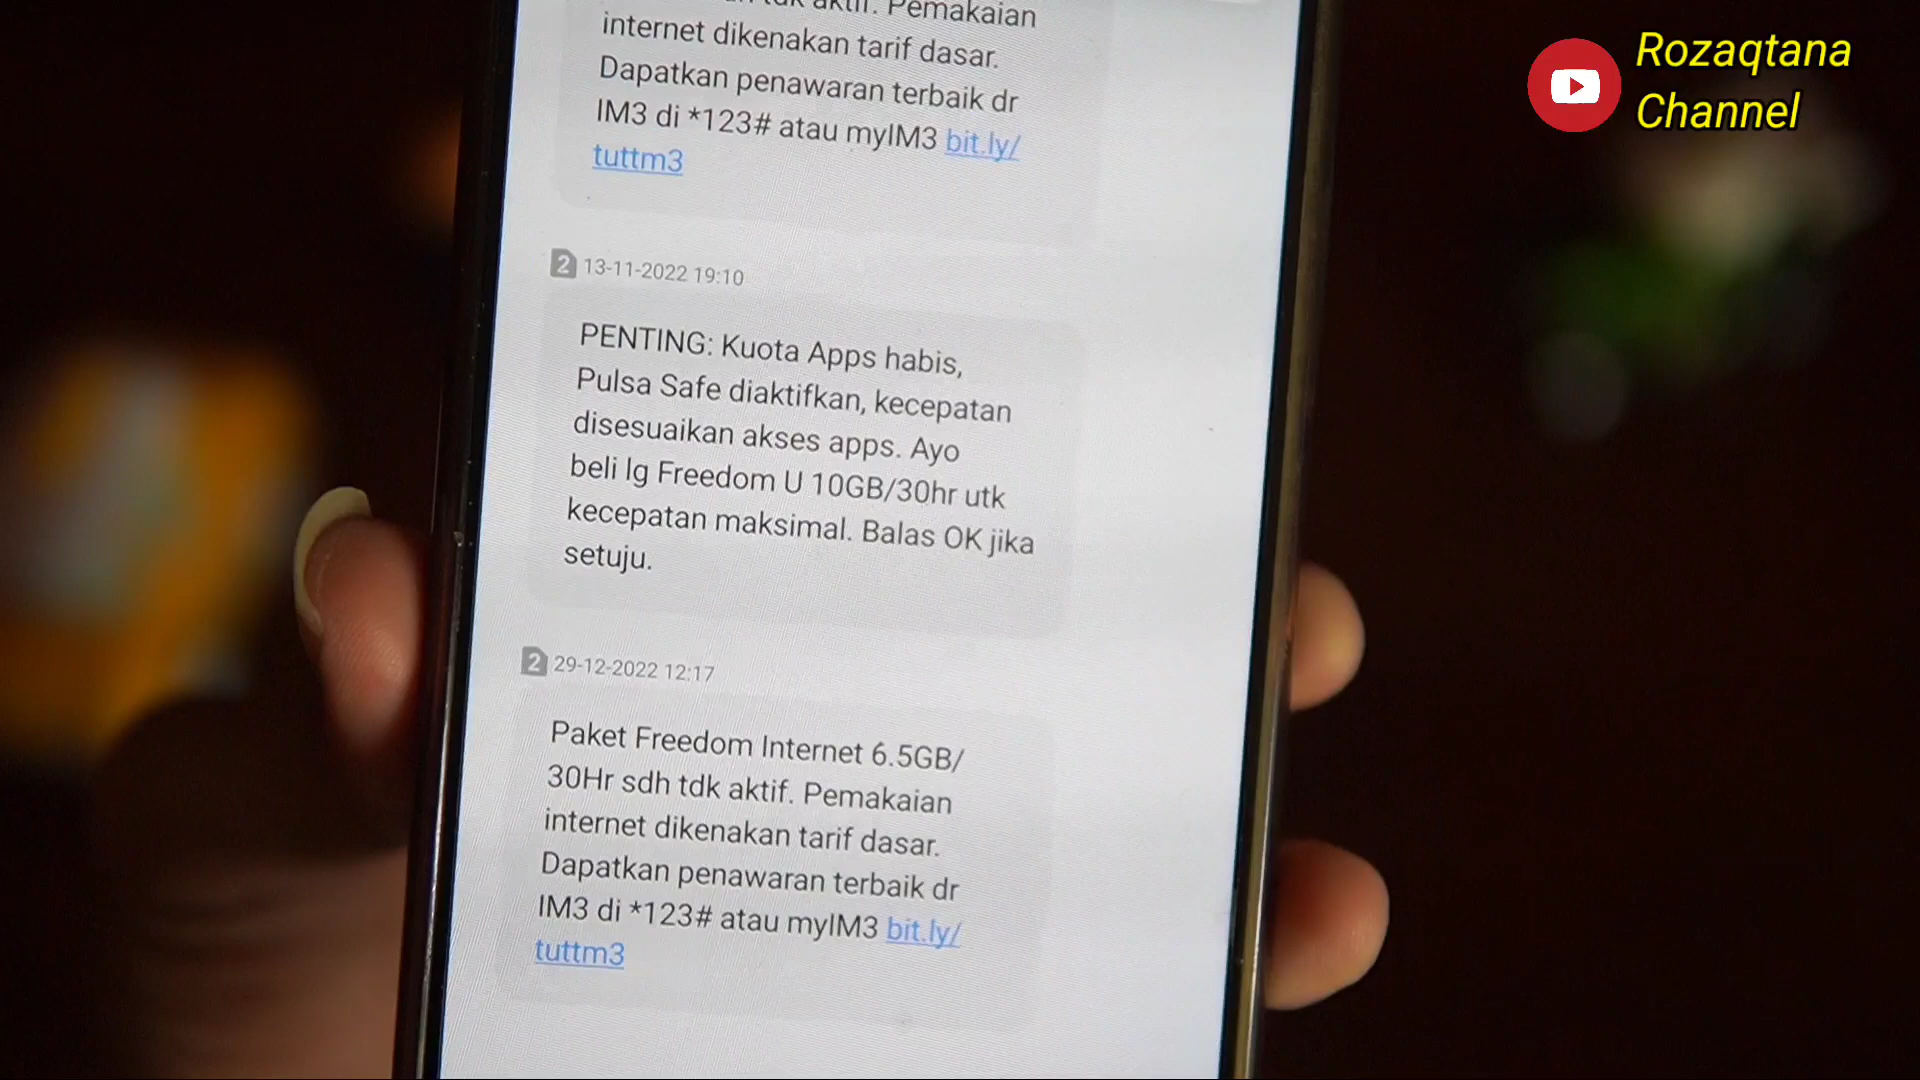 tdk aktif. Pemakaian
internet dikenakan tarif dasar.
Dapatkan penawaran terbaik dr
IM3 di *123# atau myIM3 bit.ly/
tuttm3
2 13-11-2022 19:10
PENTING: Kuota Apps habis,
Pulsa Safe diaktifkan, kecepatan
disesuaikan akses apps. Ayo
beli lg Freedom U 10GB/30hr utk
kecepatan maksimal. Balas OK jika
setuju.
2 29-12-2022 12:17
Paket Freedom Internet 6.5GB/
30Hr sdh tdk aktif. Pemakaian
internet dikenakan tarif dasar.
Dapatkan penawaran terbaik dr
IM3 di *123# atau myIM3 bit.ly/
tuttm3
Rozaqtana
Channel